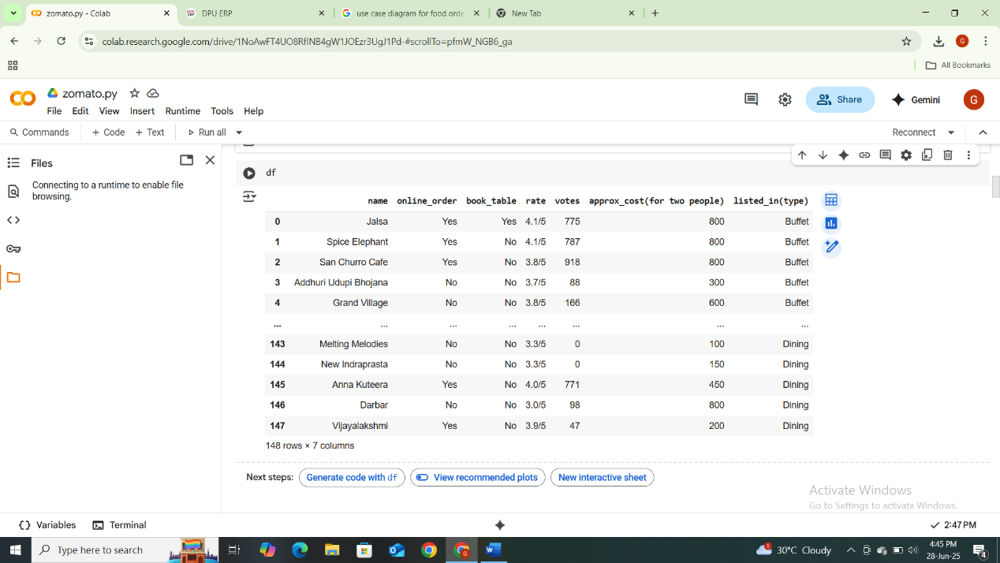 zomato.py - Colab
DPU ERP
use case diagram for food orde
New Tab
colab.research.google.com/drive/
All Bookmarks
zomato.py
File Edit View Insert Runtime Tools Help
Share
Gemini
G
Commands + Code + Text Run all
Reconnect
Files
Connecting to a runtime to enable file
browsing.
df
name online_order book_table rate votes approx_cost(for two people) listed_in(type)
0 Jalsa Yes Yes 4.1/5 775 800 Buffet
1 Spice Elephant Yes No 4.1/5 787 800 Buffet
2 San Churro Cafe Yes No 3.8/5 918 800 Buffet
3 Addhuri Udupi Bhojana No No 3.7/5 88 300 Buffet
4 Grand Village No No 3.8/5 166 600 Buffet
... ... ... ... ... ... ... ...
143 Melting Melodies No No 3.3/5 0 100 Dining
144 New Indraprasta No No 3.3/5 0 150 Dining
145 Anna Kuteera Yes No 4.0/5 771 450 Dining
146 Darbar No No 3.0/5 98 800 Dining
147 Vijayalakshmi Yes No 3.9/5 47 200 Dining
148 rows × 7 columns
Next steps: Generate code with df View recommended plots New interactive sheet
Activate Windows
Go to Settings to activate Windows.
Variables Terminal
2:47 PM
Type here to search
30°C Cloudy
4:45 PM
28-Jun-25